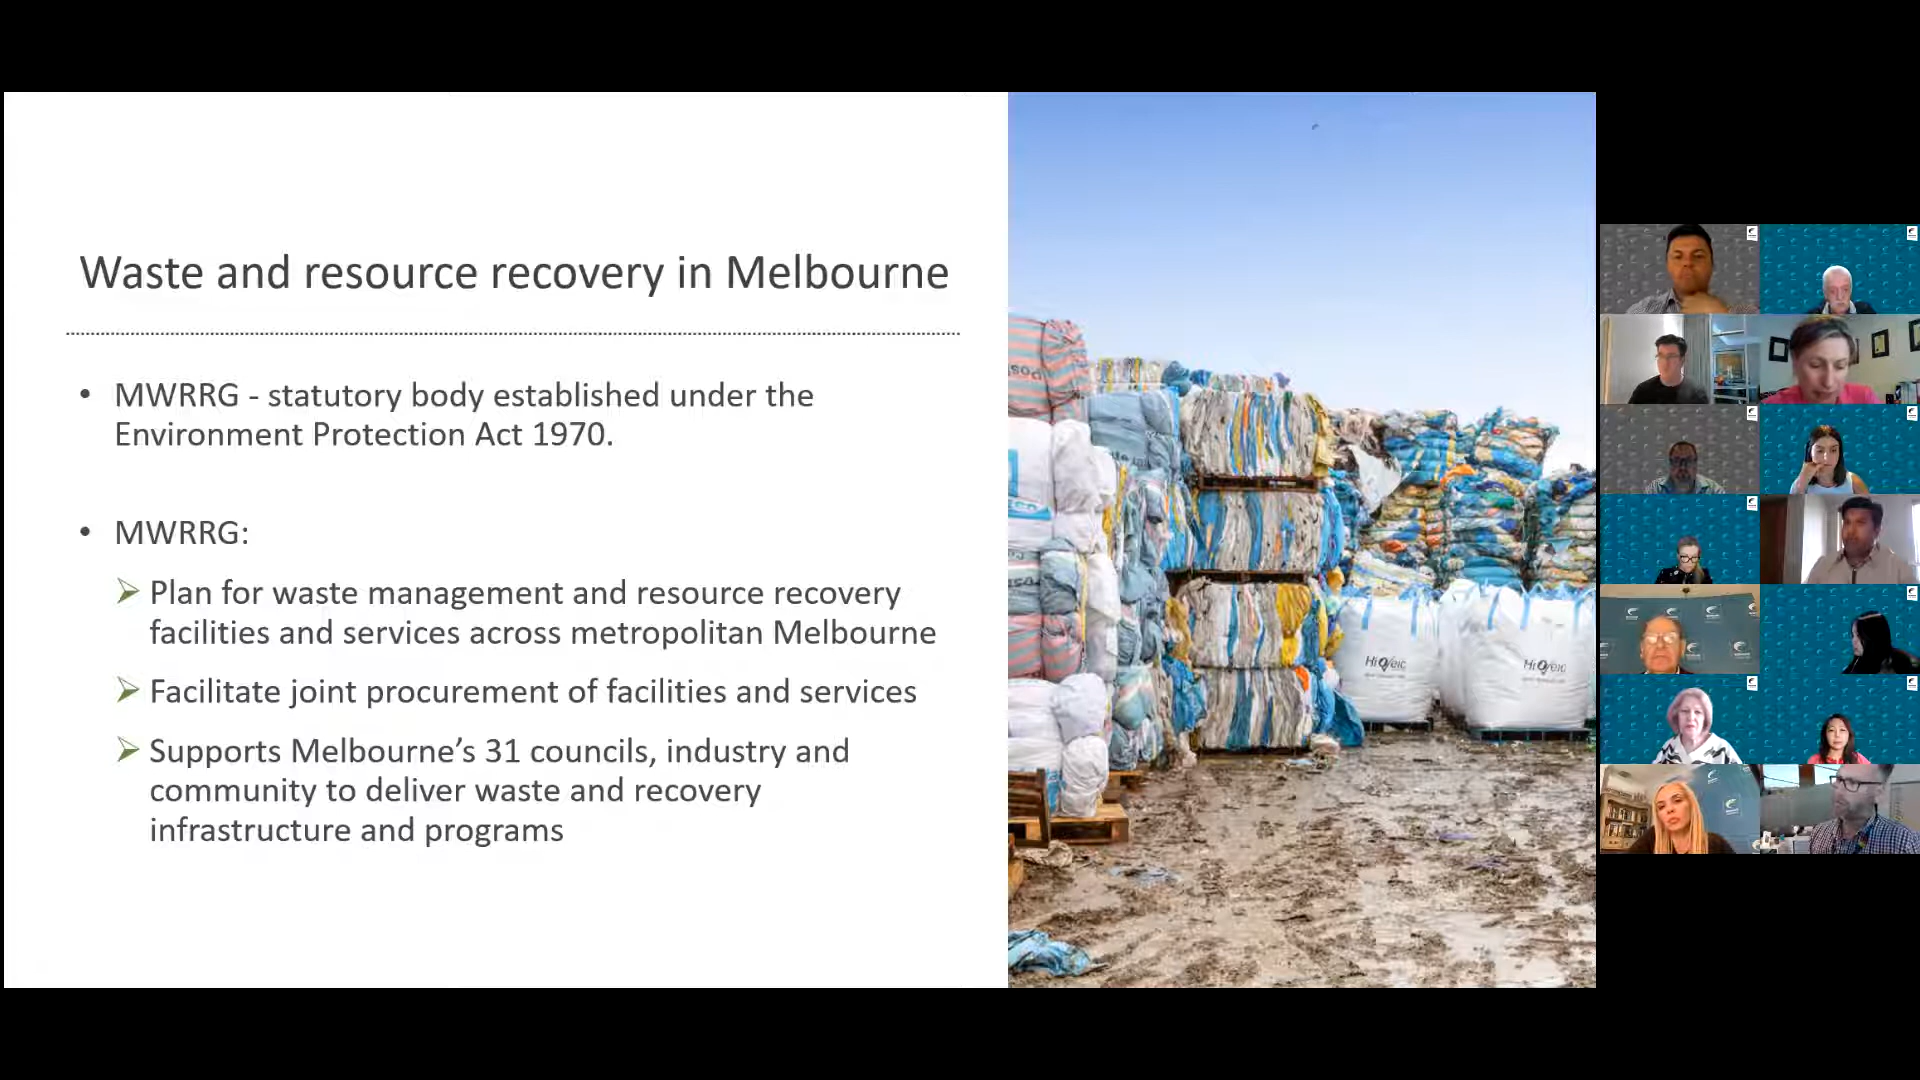 Waste and resource recovery in Melbourne
• MWRRG - statutory body established under the
Environment Protection Act 1970.
• MWRRG:
➢ Plan for waste management and resource recovery
facilities and services across metropolitan Melbourne
➢ Facilitate joint procurement of facilities and services
➢ Supports Melbourne’s 31 councils, industry and
community to deliver waste and recovery
infrastructure and programs